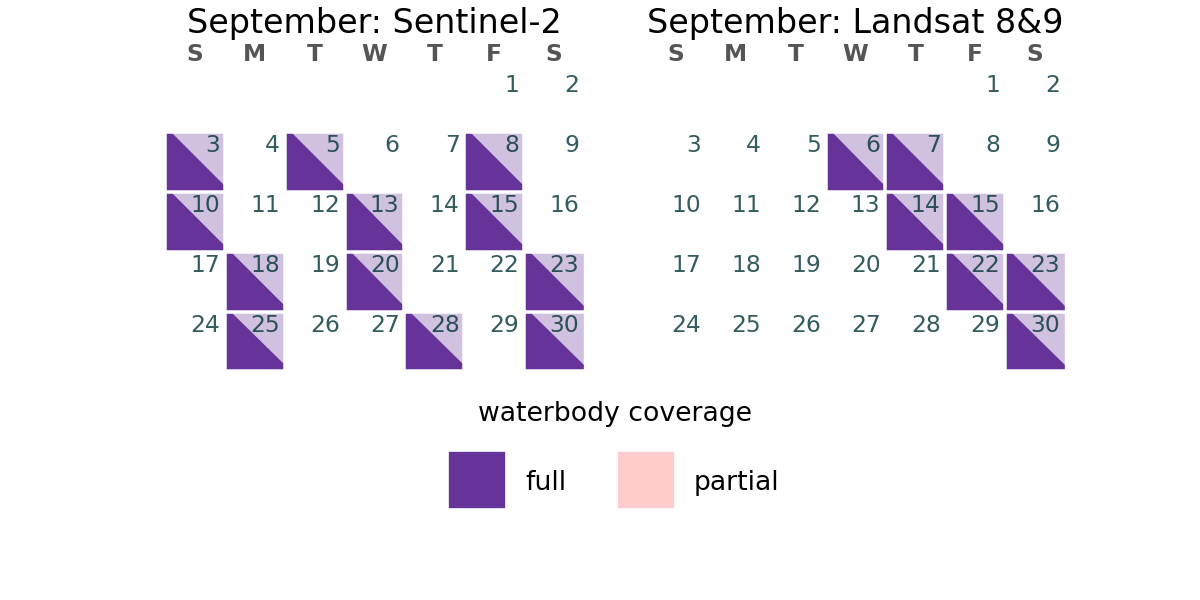 September: Sentinel-2
S M T W T F S
1 2
3 4 5 6 7 8 9
10 11 12 13 14 15 16
17 18 19 20 21 22 23
24 25 26 27 28 29 30
September: Landsat 8&9
S M T W T F S
1 2
3 4 5 6 7 8 9
10 11 12 13 14 15 16
17 18 19 20 21 22 23
24 25 26 27 28 29 30
waterbody coverage
full partial